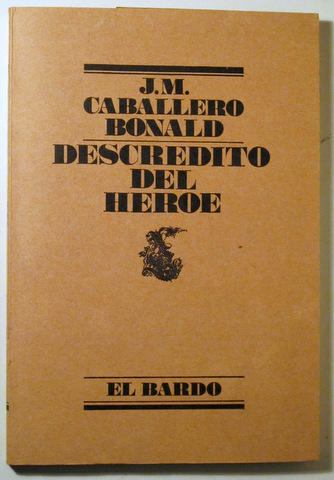 J.M.
CABALLERO
BONALD
DESCREDITO
DEL
HEROE
EL BARDO